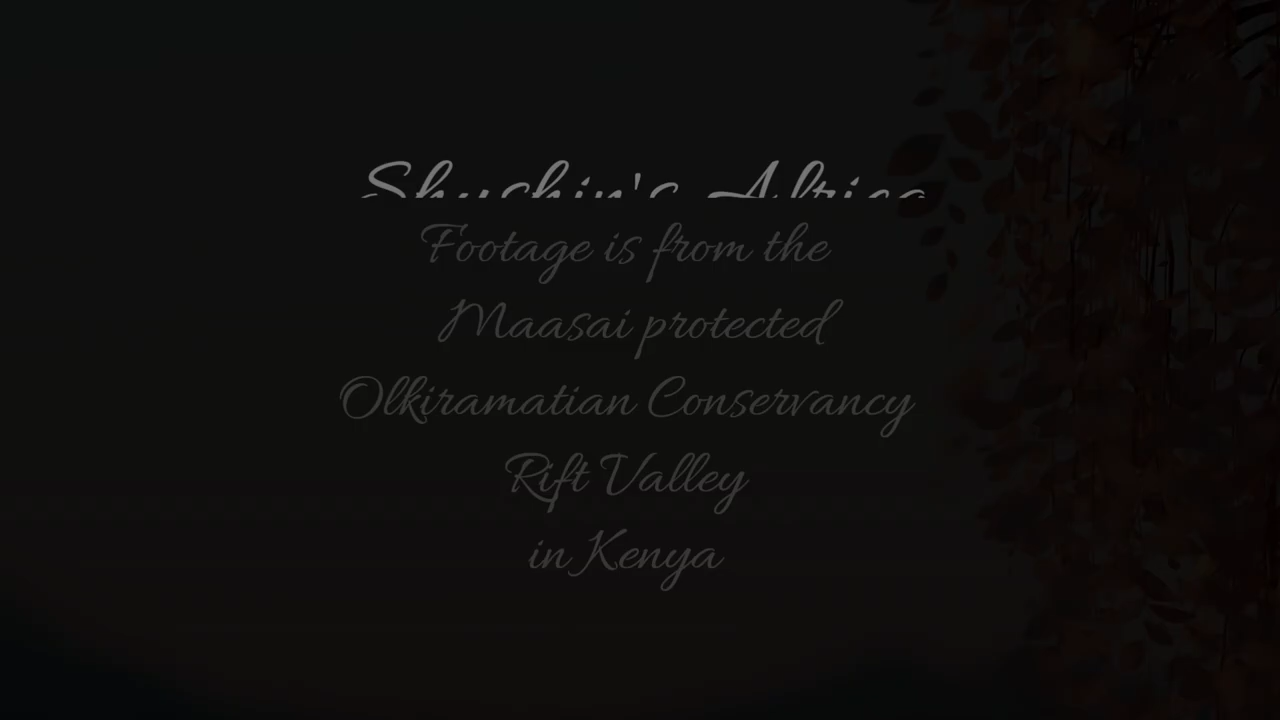 Footage is from the
Maasai protected
Olkiramatian Conservancy
Rift Valley
in Kenya